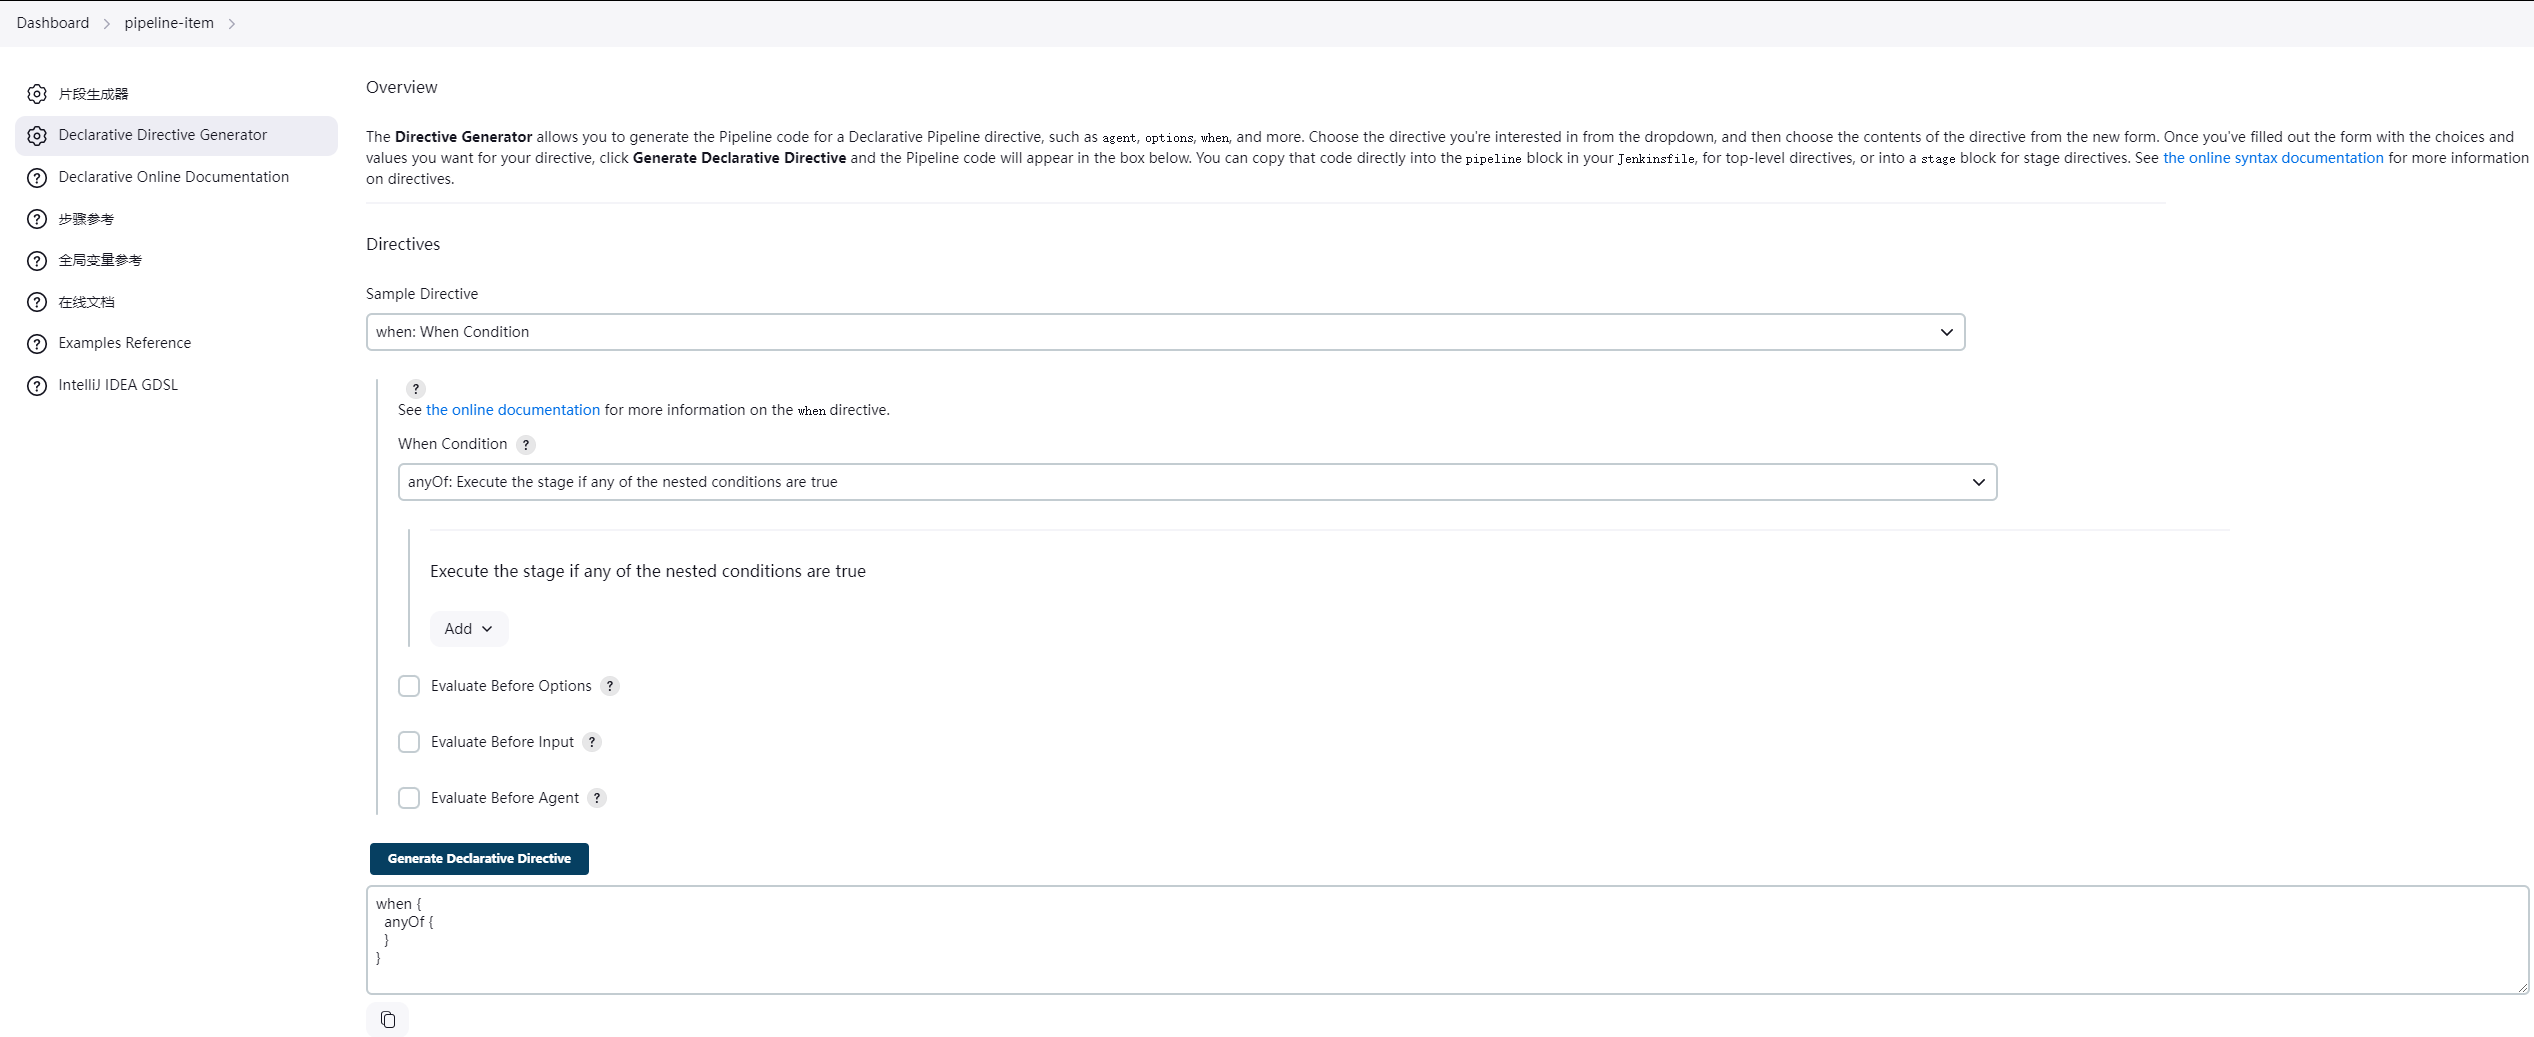 Dashboard > pipeline-item >
片段生成器
Declarative Directive Generator
Declarative Online Documentation
步骤参考
全局变量参考
在线文档
Examples Reference
IntelliJ IDEA GDSL
Overview
The Directive Generator allows you to generate the Pipeline code for a Declarative Pipeline directive, such as agent, options, when, and more. Choose the directive you're interested in from the dropdown, and then choose the contents of the directive from the new form. Once you've filled out the form with the choices and
values you want for your directive, click Generate Declarative Directive and the Pipeline code will appear in the box below. You can copy that code directly into the pipeline block in your Jenkinsfile, for top-level directives, or into a stage block for stage directives. See the online syntax documentation for more information
on directives.
Directives
Sample Directive
when: When Condition
?
See the online documentation for more information on the when directive.
When Condition ?
anyOf: Execute the stage if any of the nested conditions are true
Execute the stage if any of the nested conditions are true
Add
Evaluate Before Options ?
Evaluate Before Input ?
Evaluate Before Agent ?
Generate Declarative Directive
when {
anyOf {
}
}